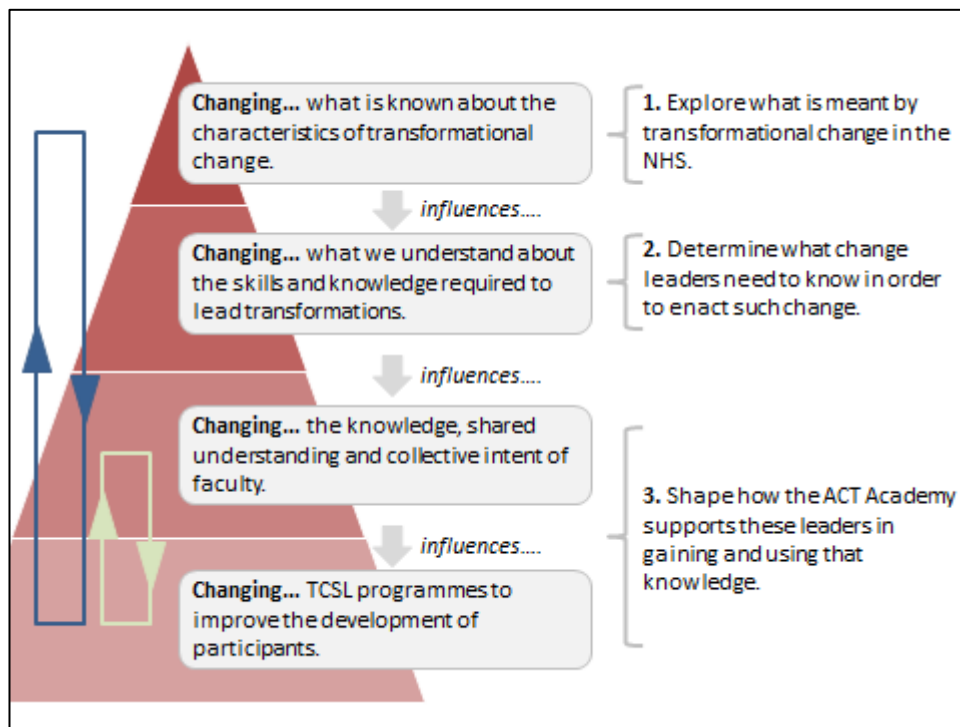 Changing... what is known about the
characteristics of transformational
change.
1. Explore what is meant by
transformational change in the
NHS.
influences....
Changing... what we understand about
the skills and knowledge required to
lead transformations.
2. Determine what change
leaders need to know in order
to enact such change.
influences....
Changing... the knowledge, shared
understanding and collective intent of
faculty.
influences....
3. Shape how the ACT Academy
supports these leaders in
gaining and using that
knowledge.
Changing... TCSL programmes to
improve the development of
participants.